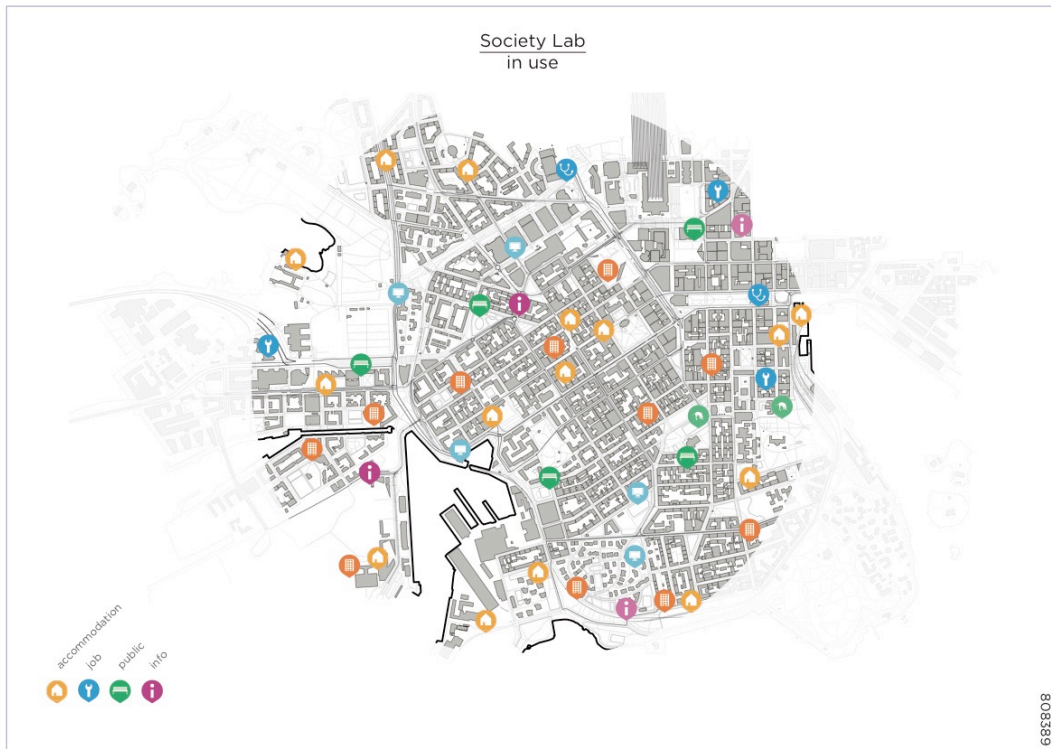 Society Lab
in use
accommodation
job
public
info
808389